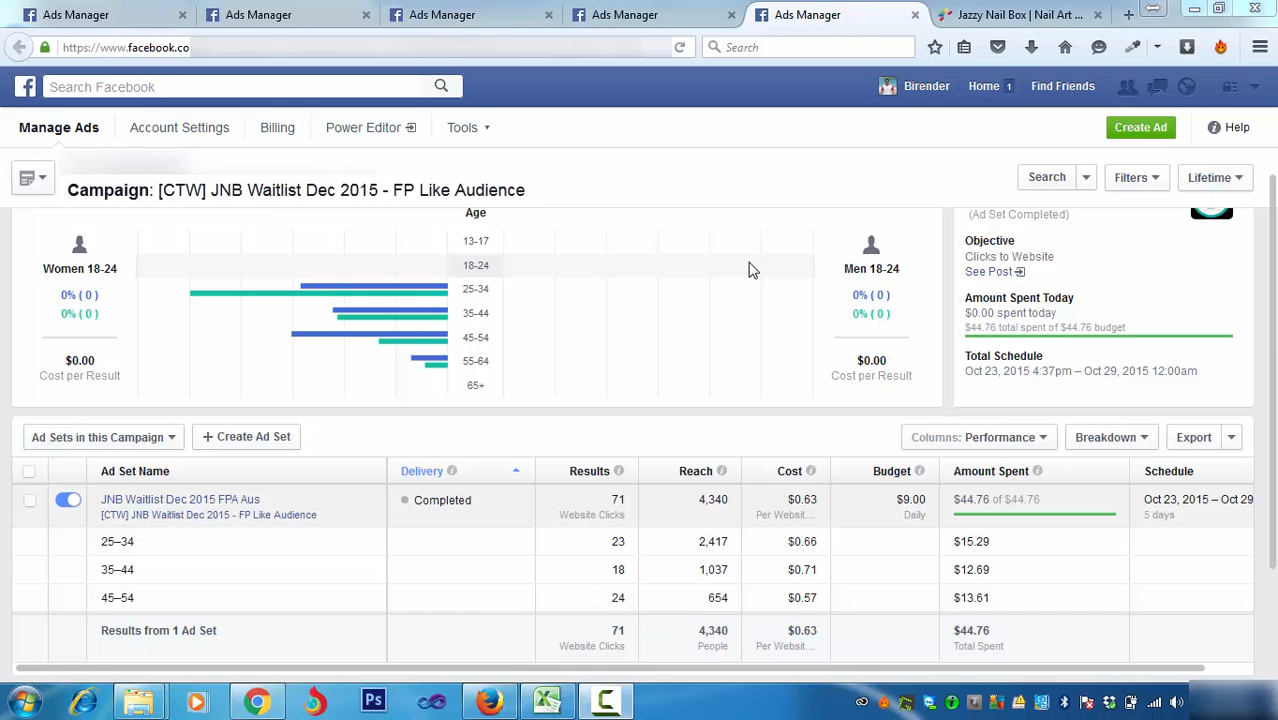 Ads Manager
Ads Manager
Ads Manager
Ads Manager
Ads Manager
Jazzy Nail Box | Nail Art ...
https://www.facebook.co
Search
Search Facebook
Birender
Home 1
Find Friends
Manage Ads
Account Settings
Billing
Power Editor
Tools
Create Ad
Help
Campaign: [CTW] JNB Waitlist Dec 2015 - FP Like Audience
Search
Filters
Lifetime
Age
13-17
18-24
25-34
35-44
45-54
55-64
65+
Women 18-24
0% ( 0 )
0% ( 0 )
$0.00
Cost per Result
Men 18-24
0% ( 0 )
0% ( 0 )
$0.00
Cost per Result
(Ad Set Completed)
Objective
Clicks to Website
See Post
Amount Spent Today
$0.00 spent today
$44.76 total spent of $44.76 budget
Total Schedule
Oct 23, 2015 4:37pm – Oct 29, 2015 12:00am
Ad Sets in this Campaign
+ Create Ad Set
Columns: Performance
Breakdown
Export
Ad Set Name Delivery Results Reach Cost Budget Amount Spent Schedule
JNB Waitlist Dec 2015 FPA Aus Completed 71 4,340 $0.63 $9.00 $44.76 of $44.76 Oct 23, 2015 – Oct 29
[CTW] JNB Waitlist Dec 2015 - FP Like Audience Website Clicks Per Websit... Daily 5 days
25–34 23 2,417 $0.66 $15.29
35–44 18 1,037 $0.71 $12.69
45–54 24 654 $0.57 $13.61
Results from 1 Ad Set 71 4,340 $0.63 $44.76
Website Clicks People Per Websit... Total Spent
Ps